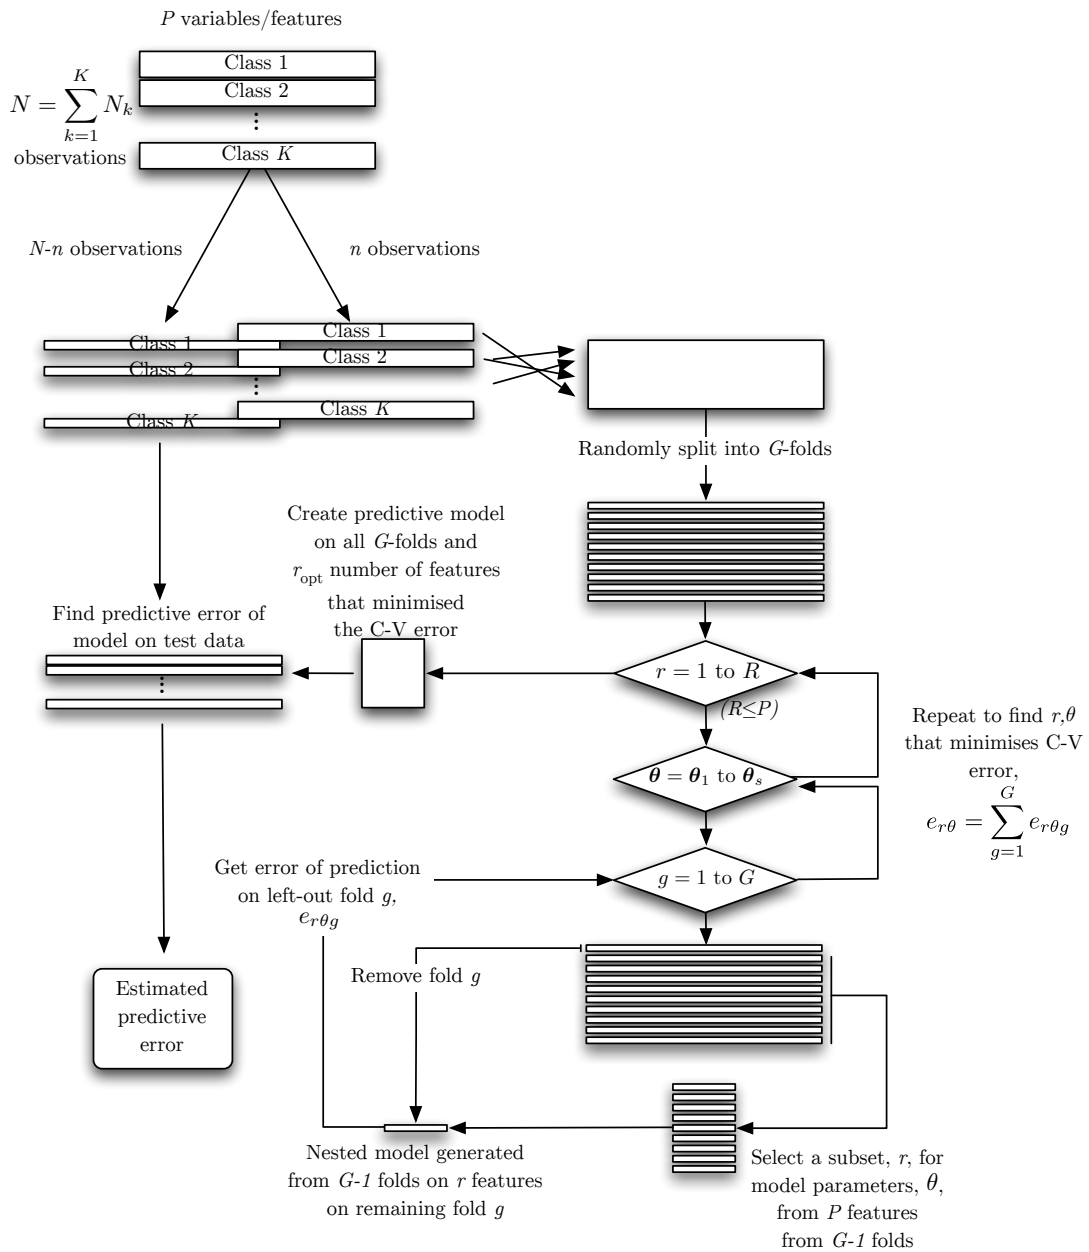 P variables/features
Class 1
Class 2
⋮
Class K
N = \sum_{k=1}^{K} N_k
observations
N-n observations
n observations
Class 1
Class 2
⋮
Class K
Class 1
Class 2
Class K
Randomly split into G-folds
Create predictive model
on all G-folds and
r_opt number of features
that minimised
the C-V error
Find predictive error of
model on test data
⋮
r = 1 to R
(R≤P)
θ = θ_1 to θ_s
g = 1 to G
Repeat to find r,θ
that minimises C-V
error,
e_{rθ} = \sum_{g=1}^{G} e_{rθg}
Get error of prediction
on left-out fold g,
e_{rθg}
Remove fold g
Estimated
predictive
error
Nested model generated
from G-1 folds on r features
on remaining fold g
Select a subset, r, for
model parameters, θ,
from P features
from G-1 folds